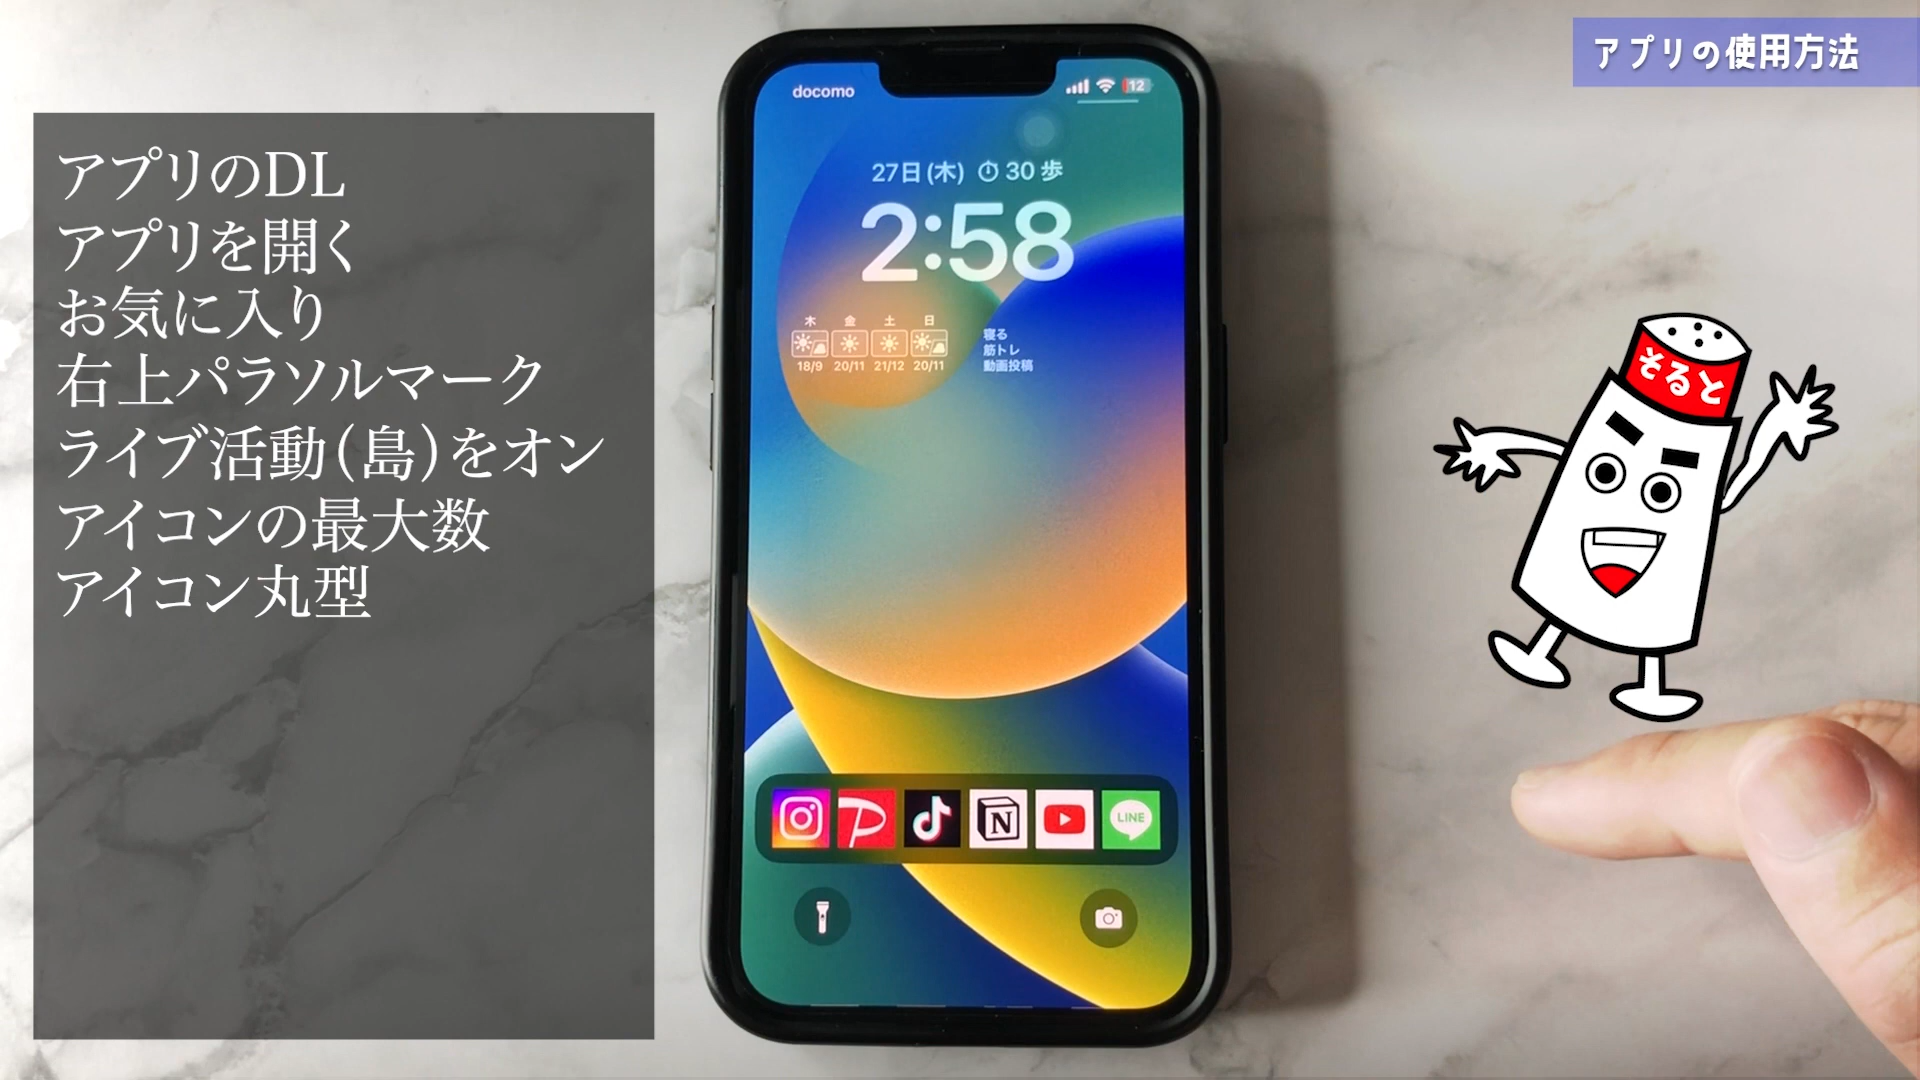 アプリの使用方法
アプリのDL
アプリを開く
お気に入り
右上パラソルマーク
ライブ活動(島)をオン
アイコンの最大数
アイコン丸型
docomo
12
27日(木) 30 歩
2:58
木 金 土 日
18/9 20/11 21/12 20/11
寝る
筋トレ
動画投稿
N
LINE
そると